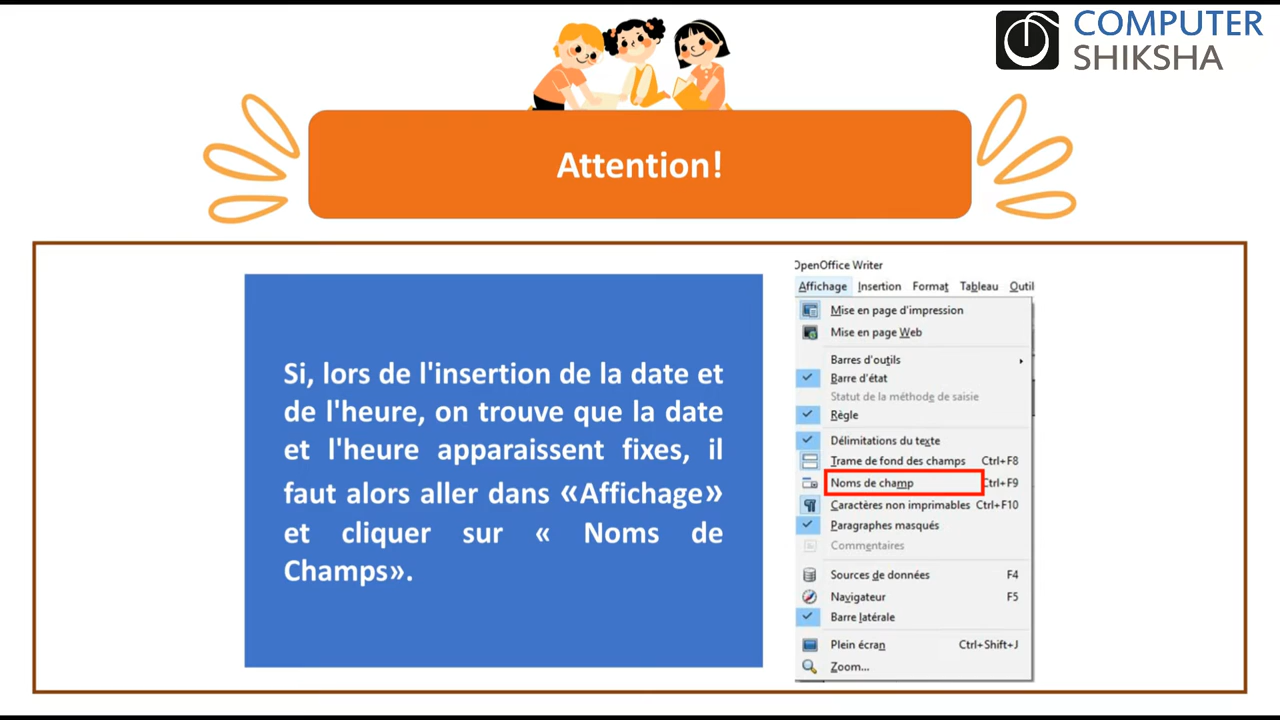 COMPUTER
SHIKSHA
Attention!
Si, lors de l'insertion de la date et
de l'heure, on trouve que la date
et l'heure apparaissent fixes, il
faut alors aller dans «Affichage»
et cliquer sur « Noms de
Champs».
OpenOffice Writer
Affichage Insertion Format Tableau Outil
Mise en page d'impression
Mise en page Web
Barres d'outils
Barre d'état
Statut de la méthode de saisie
Règle
Délimitations du texte
Trame de fond des champs Ctrl+F8
Noms de champ Ctrl+F9
Caractères non imprimables Ctrl+F10
Paragraphes masqués
Commentaires
Sources de données F4
Navigateur F5
Barre latérale
Plein écran Ctrl+Shift+J
Zoom...